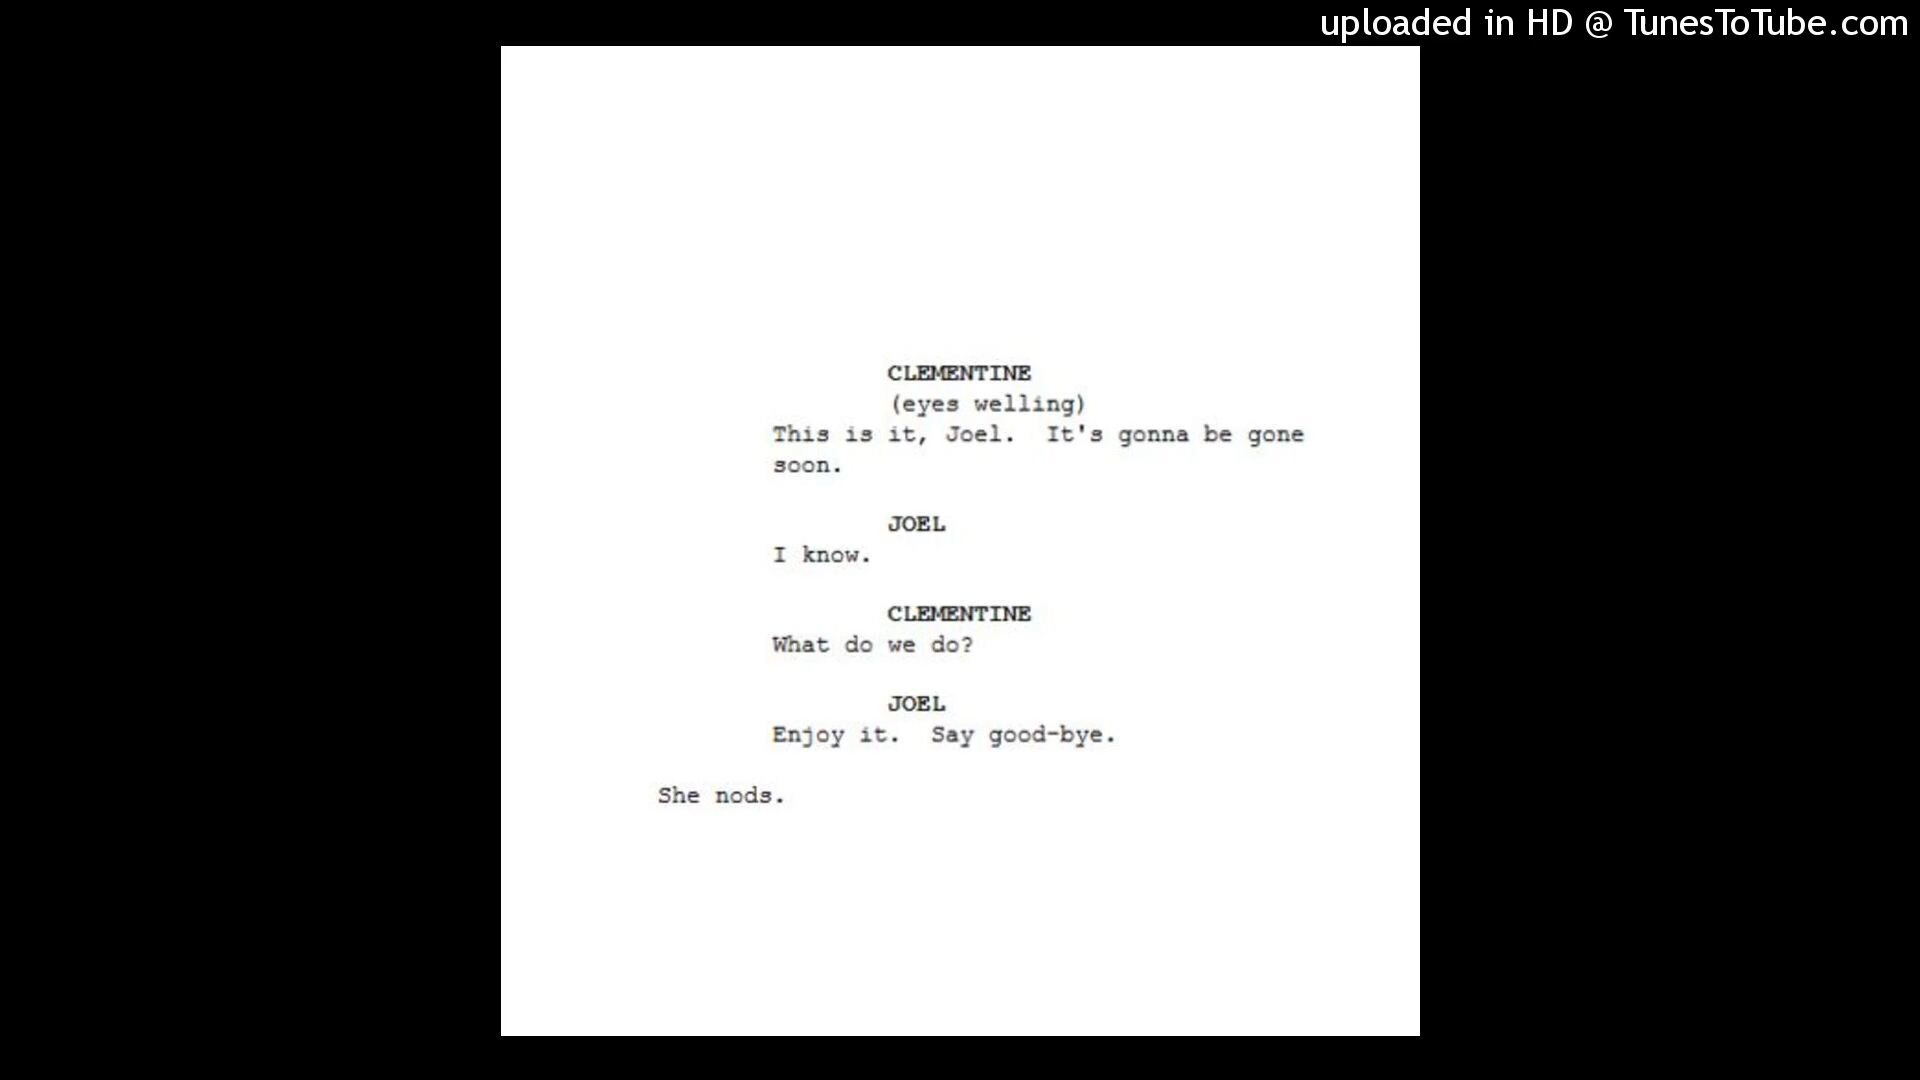 uploaded in HD @ TunesToTube.com
CLEMENTINE
(eyes welling)
This is it, Joel.  It's gonna be gone
soon.
JOEL
I know.
CLEMENTINE
What do we do?
JOEL
Enjoy it.  Say good-bye.
She nods.